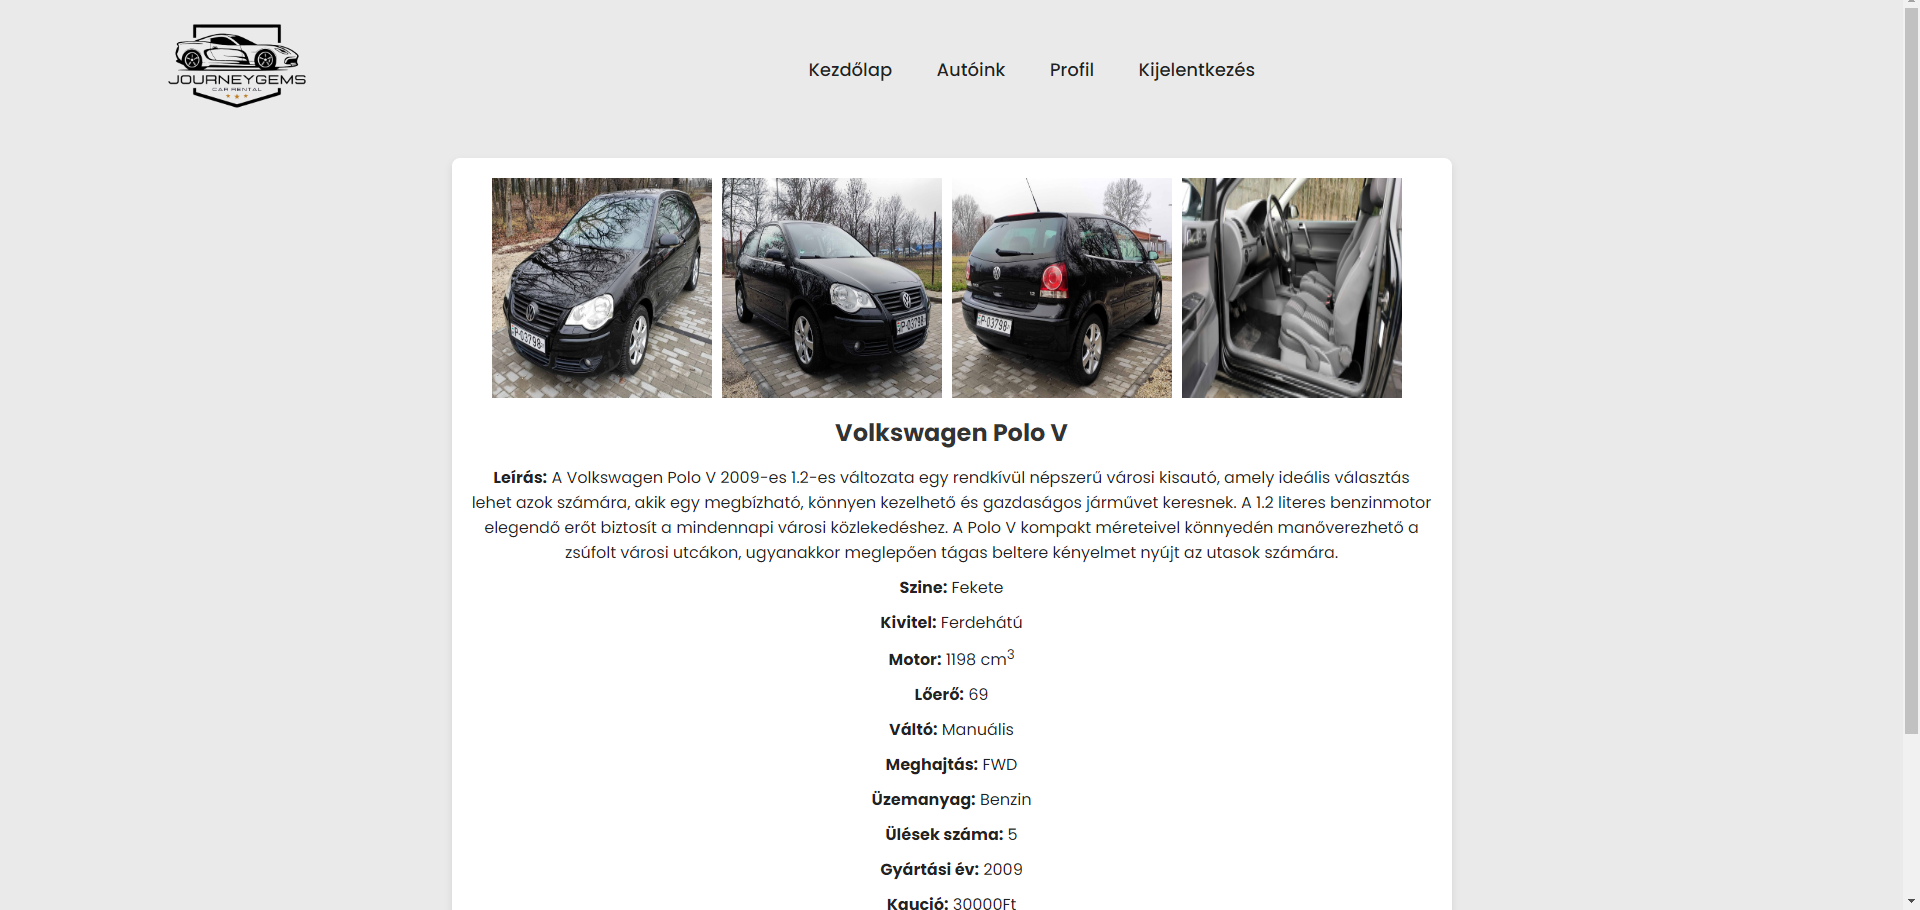 JOURNEYGEMS
CAR RENTAL
Kezdőlap Autóink Profil Kijelentkezés
P-03798
P-03798
P-03798
Volkswagen Polo V
Leírás: A Volkswagen Polo V 2009-es 1.2-es változata egy rendkívül népszerű városi kisautó, amely ideális választás
lehet azok számára, akik egy megbízható, könnyen kezelhető és gazdaságos járművet keresnek. A 1.2 literes benzinmotor
elegendő erőt biztosít a mindennapi városi közlekedéshez. A Polo V kompakt méreteivel könnyedén manőverezhető a
zsúfolt városi utcákon, ugyanakkor meglepően tágas beltere kényelmet nyújt az utasok számára.
Szine: Fekete
Kivitel: Ferdehátú
Motor: 1198 cm³
Lőerő: 69
Váltó: Manuális
Meghajtás: FWD
Üzemanyag: Benzin
Ülések száma: 5
Gyártási év: 2009
Kaució: 30000Ft